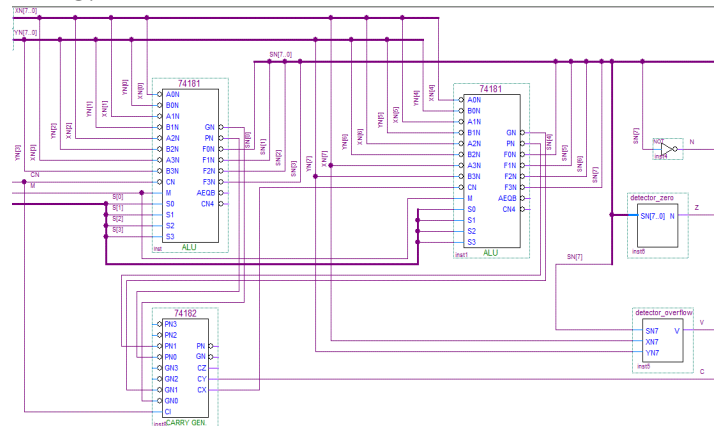 XN[7..0]
YN[7..0]
SN[7..0]
YN[3]
XN[3]
YN[2]
XN[2]
YN[1]
XN[1]
YN[0]
XN[0]
SN[0]
SN[1]
SN[2]
SN[3]
YN[7]
XN[7]
YN[6]
XN[6]
YN[5]
XN[5]
YN[4]
XN[4]
SN[4]
SN[5]
SN[6]
SN[7]
74181
A0N
B0N
A1N
B1N GN
A2N PN
B2N F0N
A3N F1N
B3N F2N
CN F3N
M AEQB
S0 CN4
S1
S2
S3
inst
ALU
CN
M
S[0]
S[1]
S[2]
S[3]
74181
A0N
B0N
A1N
B1N GN
A2N PN
B2N F0N
A3N F1N
B3N F2N
CN F3N
M AEQB
S0 CN4
S1
S2
S3
inst1
ALU
SN[7]
NOT
inst4
N
detector_zero
SN[7..0] N
inst6
Z
SN[7]
detector_overflow
SN7 V
XN7
YN7
inst5
V
C
74182
PN3
PN2
PN1 PN
PN0 GN
GN3 CZ
GN2 CY
GN1 CX
GN0
CI
CARRY GEN.